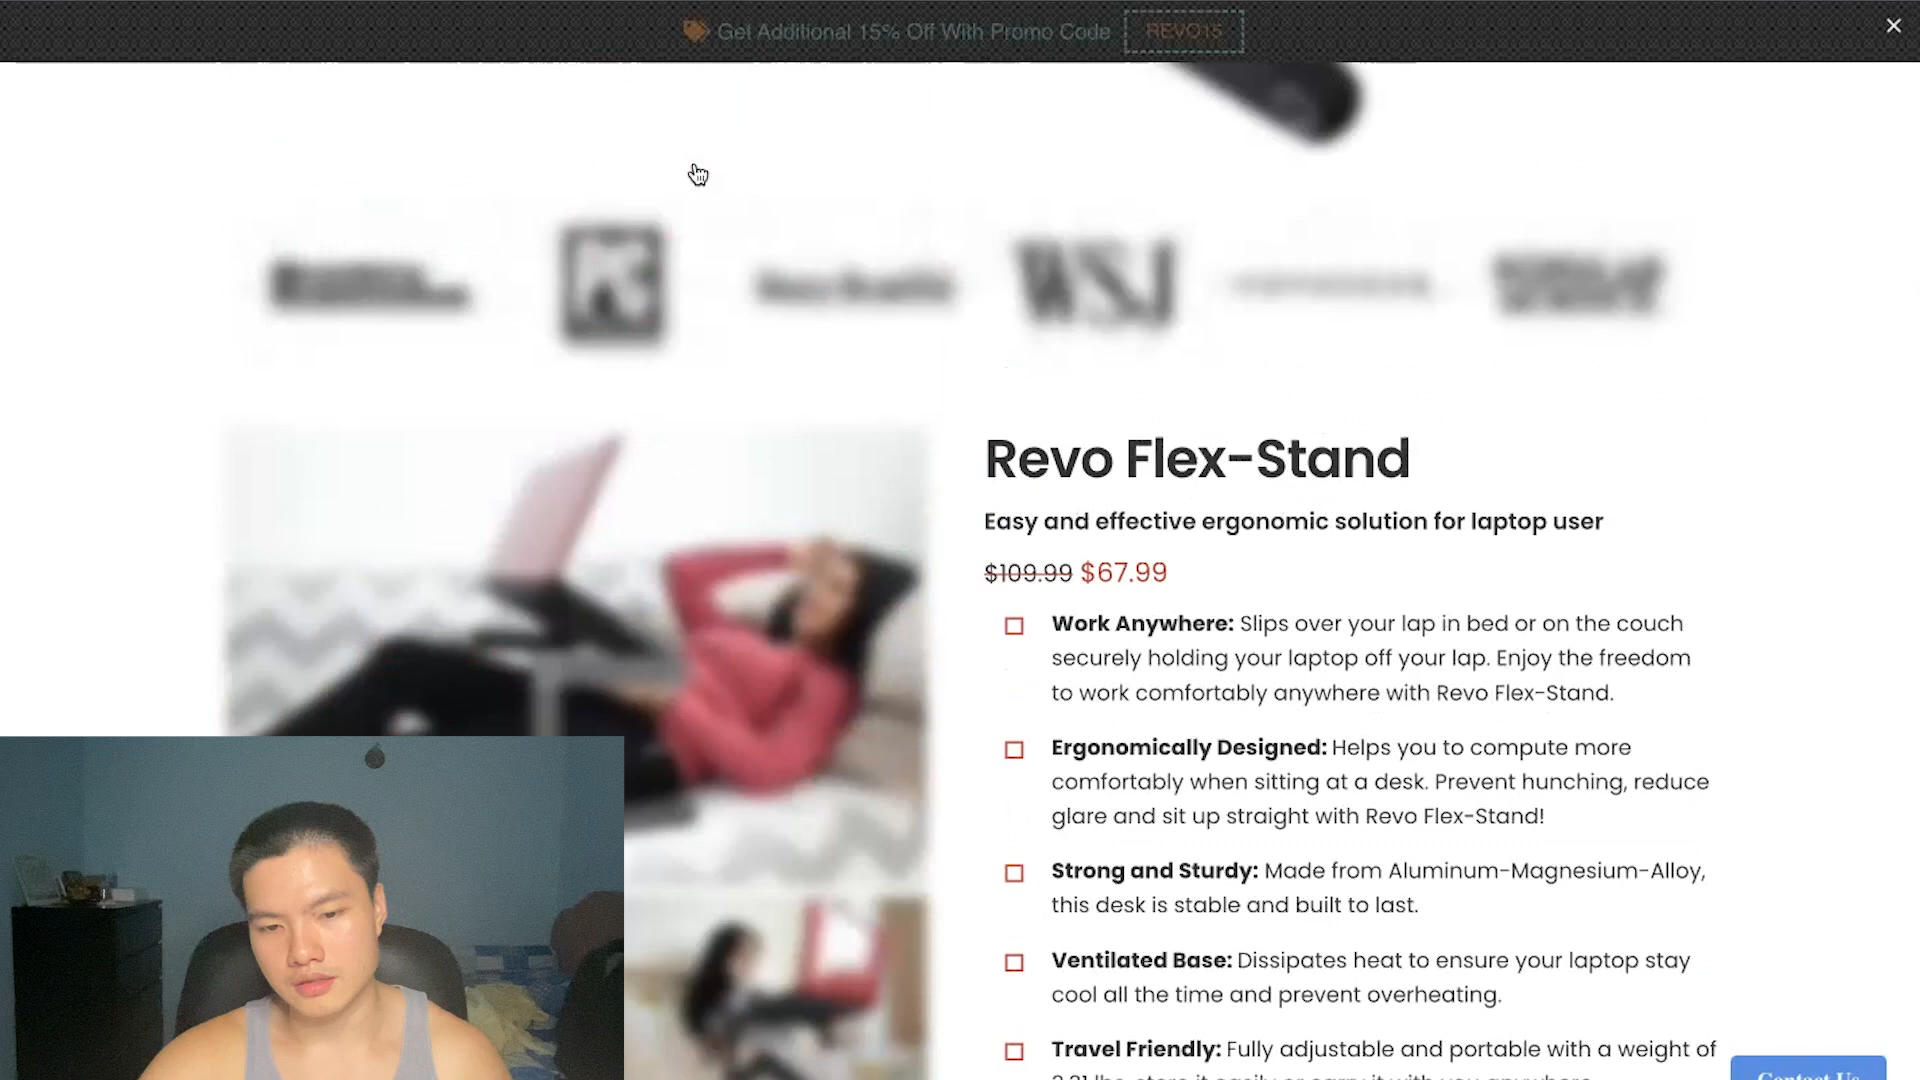 Get Additional 15% Off With Promo Code REVO15
WSJ
Revo Flex-Stand
Easy and effective ergonomic solution for laptop user
$109.99 $67.99
Work Anywhere: Slips over your lap in bed or on the couch
securely holding your laptop off your lap. Enjoy the freedom
to work comfortably anywhere with Revo Flex-Stand.
Ergonomically Designed: Helps you to compute more
comfortably when sitting at a desk. Prevent hunching, reduce
glare and sit up straight with Revo Flex-Stand!
Strong and Sturdy: Made from Aluminum-Magnesium-Alloy,
this desk is stable and built to last.
Ventilated Base: Dissipates heat to ensure your laptop stay
cool all the time and prevent overheating.
Travel Friendly: Fully adjustable and portable with a weight of
Contact Us